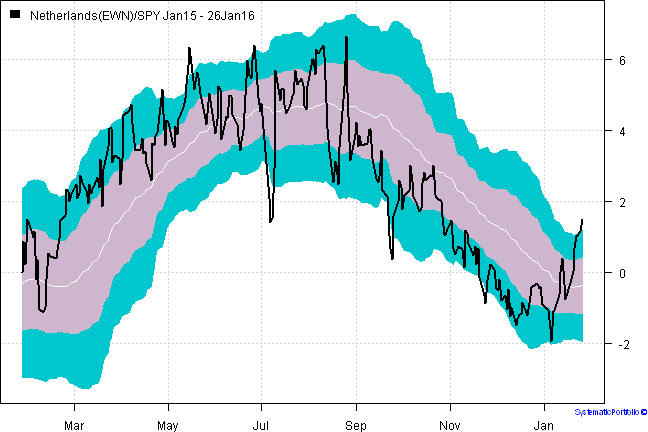 Netherlands(EWN)/SPY Jan15 - 26Jan16
6
4
2
0
-2
Mar May Jul Sep Nov Jan
SystematicPortfolio ©